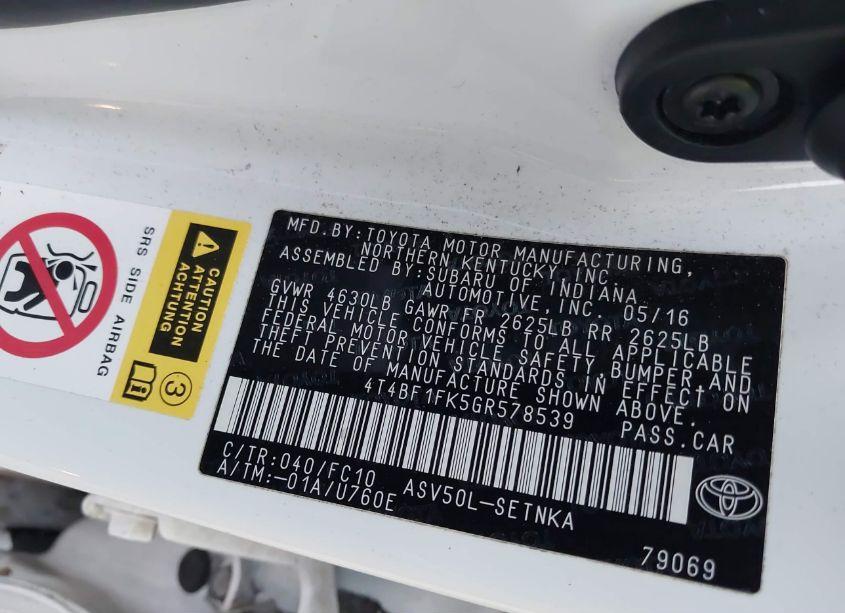 SRS SIDE AIRBAG
CAUTION
ATTENTION
ACHTUNG
3
MFD.BY:TOYOTA MOTOR MANUFACTURING,
NORTHERN KENTUCKY,INC.
ASSEMBLED BY:SUBARU OF INDIANA
AUTOMOTIVE,INC. 05/16
GVWR 4630LB GAWR FR 2625LB RR 2625LB
THIS VEHICLE CONFORMS TO ALL APPLICABLE
FEDERAL MOTOR VEHICLE SAFETY,BUMPER,AND
THEFT PREVENTION STANDARDS IN EFFECT ON
THE DATE OF MANUFACTURE SHOWN ABOVE.
4T4BF1FK5GR578539 PASS.CAR
C/TR:040/FC10 ASV50L-SETNKA
A/TM:-01A/U760E
79069